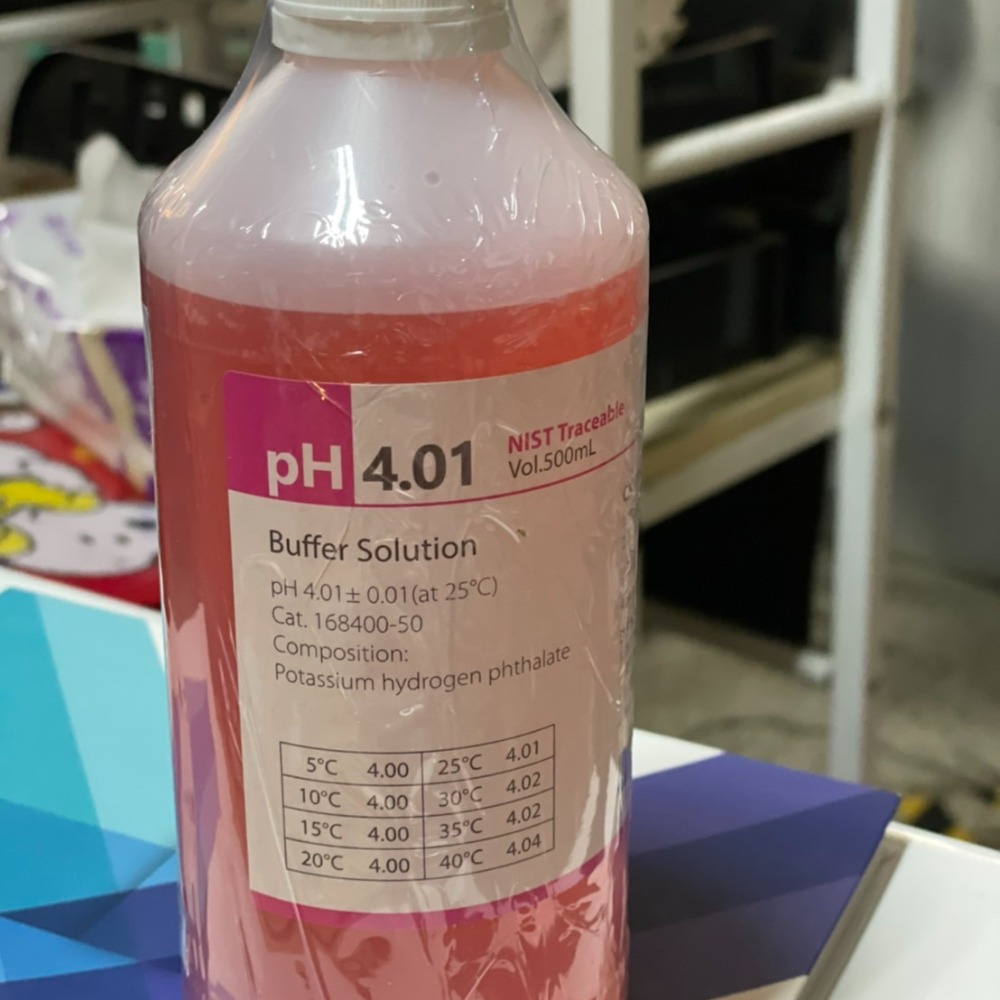 pH 4.01
NIST Traceable
Vol.500mL
Buffer Solution
pH 4.01± 0.01(at 25°C)
Cat. 168400-50
Composition:
Potassium hydrogen phthalate
5°C 4.00 25°C 4.01
10°C 4.00 30°C 4.02
15°C 4.00 35°C 4.02
20°C 4.00 40°C 4.04